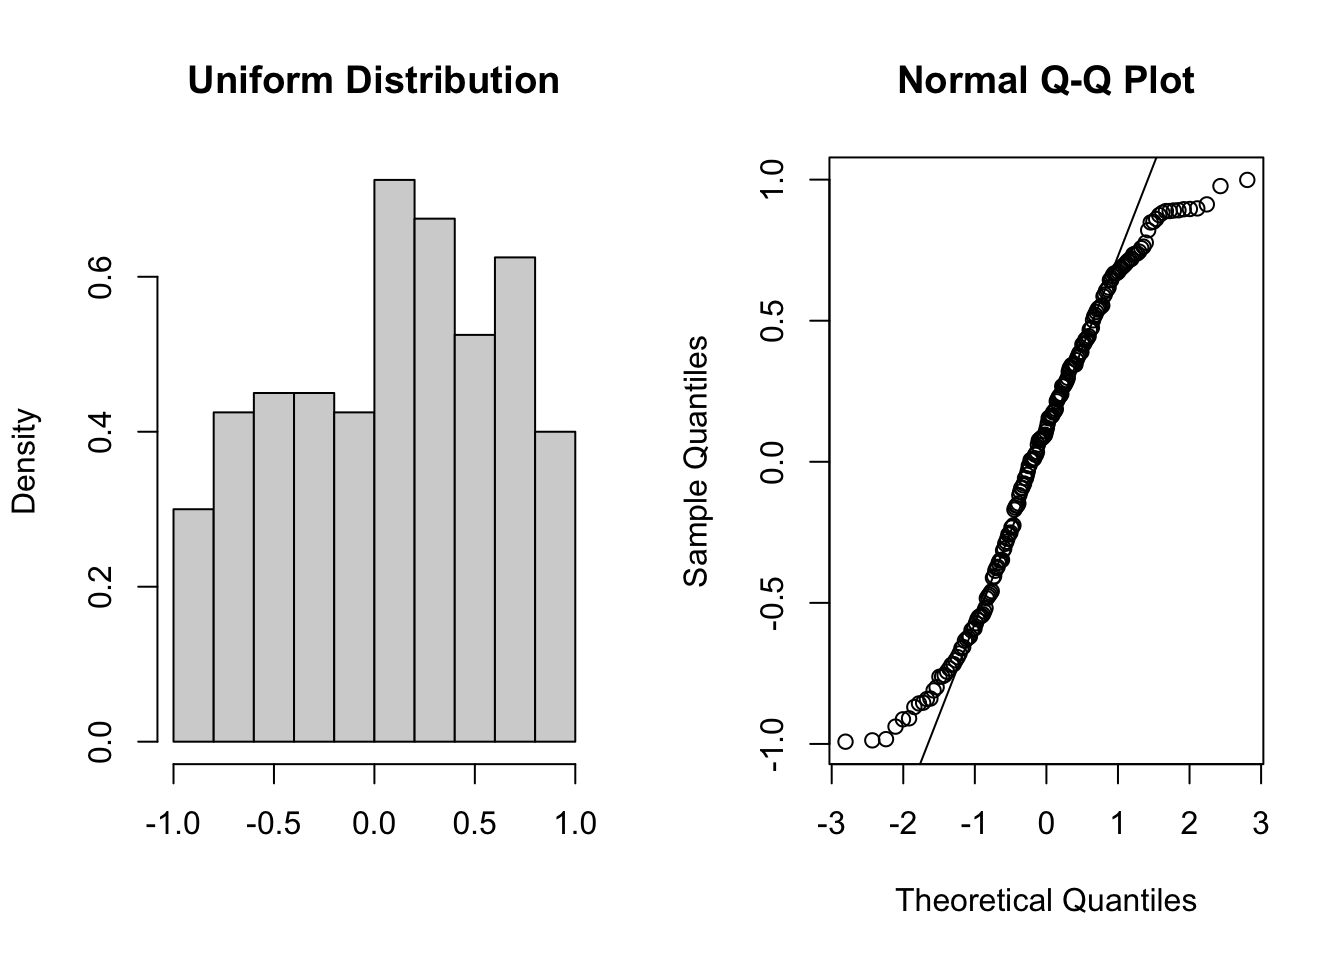 Uniform Distribution
Density
0.0 0.2 0.4 0.6
-1.0 -0.5 0.0 0.5 1.0
Normal Q-Q Plot
Sample Quantiles
-1.0 -0.5 0.0 0.5 1.0
-3 -2 -1 0 1 2 3
Theoretical Quantiles